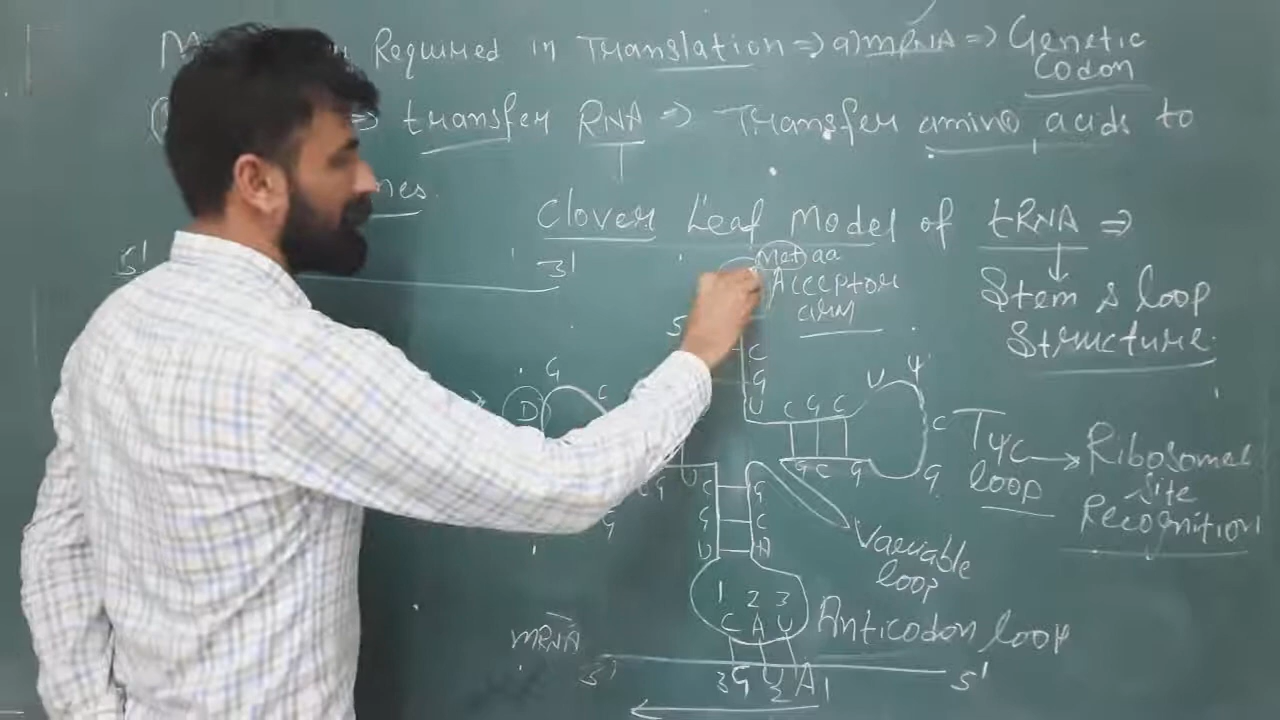 Required in Translation ⇒ a) mRNA ⇒ Genetic
Codon
⇒ transfer RNA ⇒ Transfer amino acids to
Clover Leaf Model of tRNA ⇒
5' 3'
Met aa
Acceptor
arm
Stem & loop
Structure.
5
C
G
U
C G C
U Ψ
C
G
G C G
TΨC
loop
Ribosomes
site
Recognition
D
G
C
C G U
G
C G
G C
U A
Variable
loop
1 2 3
C A U
Anticodon loop
mRNA
3' 5'
3 G U 2 A 1